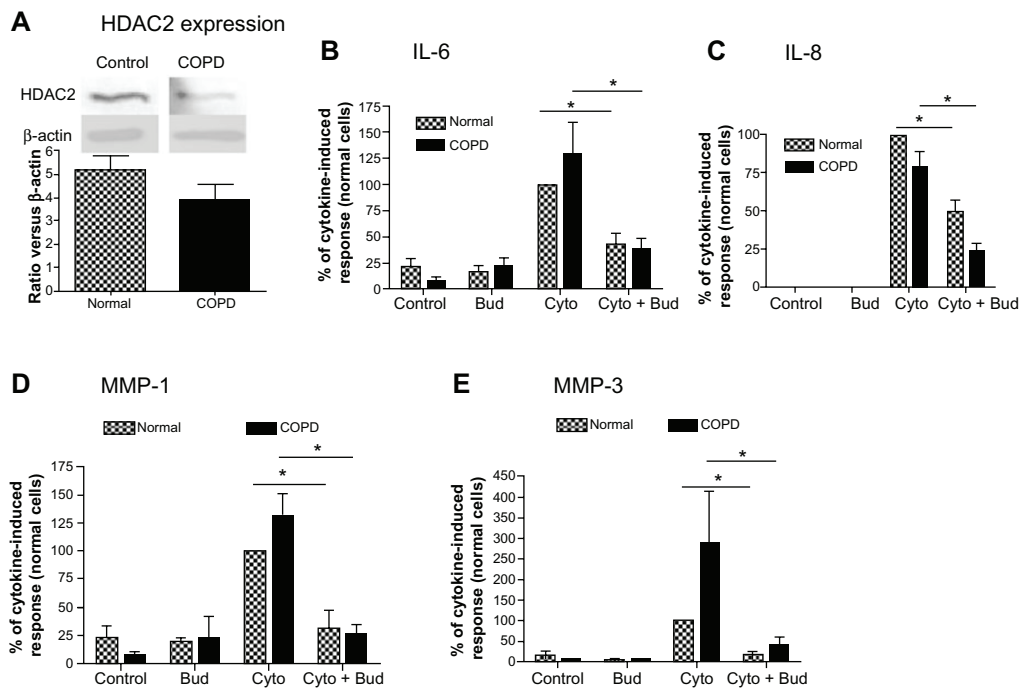 A HDAC2 expression
Control COPD
HDAC2
β-actin
Ratio versus β-actin
6
5
4
3
2
1
0
Normal COPD
B IL-6
% of cytokine-induced
response (normal cells)
175
150
125
100
75
50
25
0
Normal
COPD
*
*
Control Bud Cyto Cyto + Bud
C IL-8
% of cytokine-induced
response (normal cells)
100
75
50
25
0
Normal
COPD
*
*
Control Bud Cyto Cyto + Bud
D MMP-1
Normal COPD
% of cytokine-induced
response (normal cells)
175
150
125
100
75
50
25
0
*
*
Control Bud Cyto Cyto + Bud
E MMP-3
Normal COPD
% of cytokine-induced
response (normal cells)
450
400
350
300
250
200
150
100
50
0
*
*
Control Bud Cyto Cyto + Bud